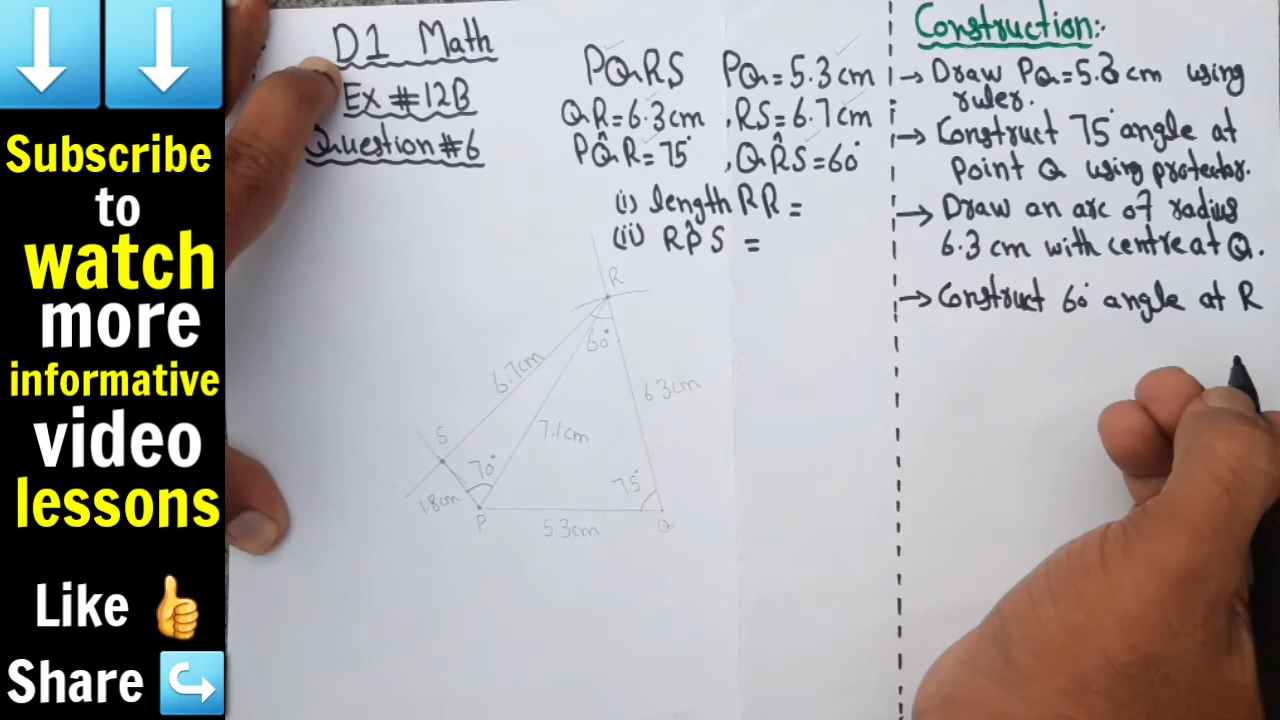 Subscribe
to
watch
more
informative
video
lessons
Like
Share
D1 Math
Ex # 12B
Question #6
PQRS PQ = 5.3 cm
QR = 6.3 cm , RS = 6.7 cm
PQ̂R = 75° , QR̂S = 60°
(i) length RR =
(ii) RP̂S =
R
60°
6.7cm
6.3cm
7.1cm
S
70°
75°
1.8cm
P
5.3cm
Q
Construction:
→ Draw PQ = 5.3 cm using
ruler.
→ Construct 75° angle at
point Q using protector.
→ Draw an arc of radius
6.3 cm with centre at Q.
→ Construct 60° angle at R